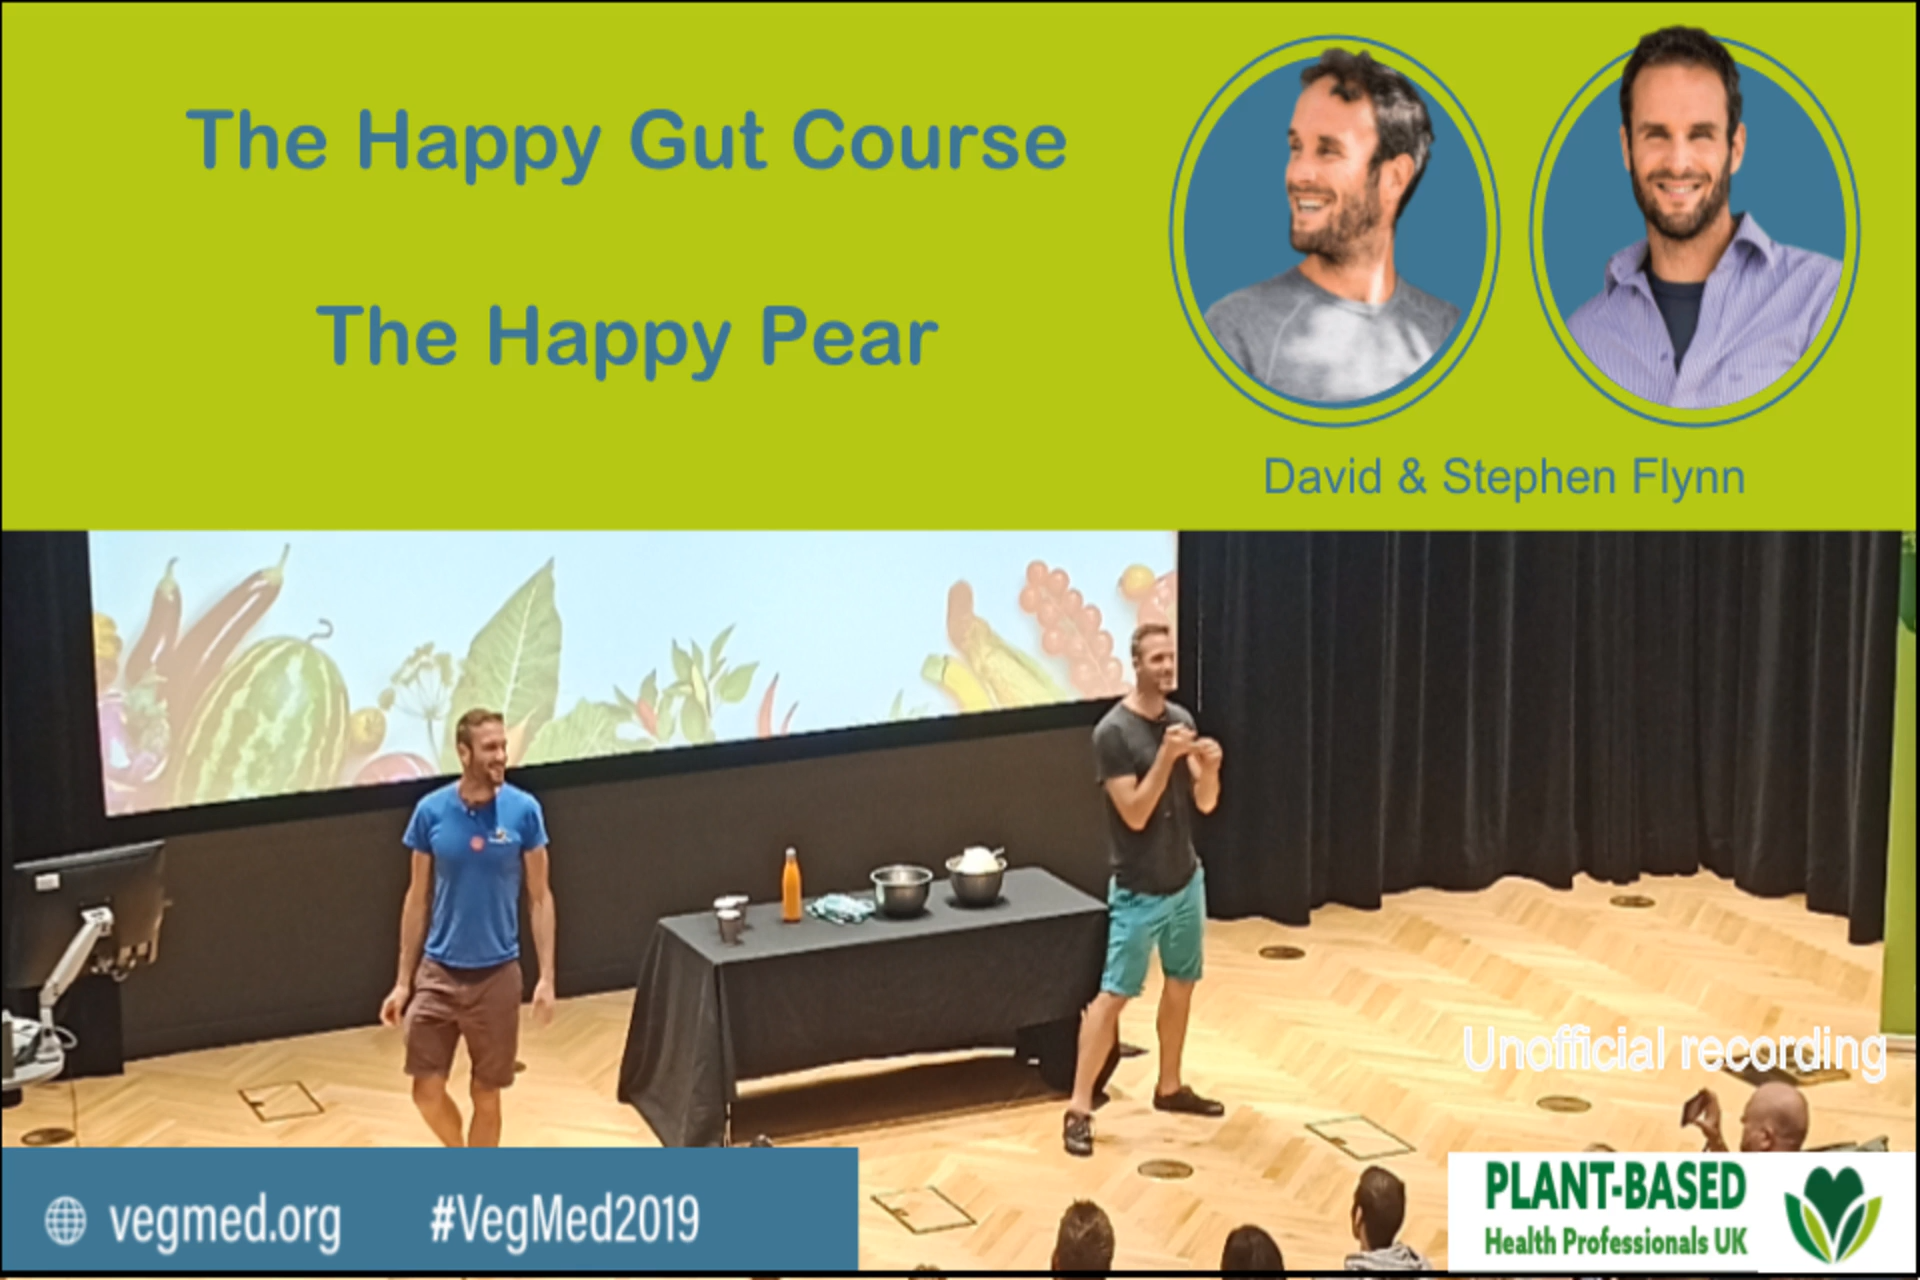 The Happy Gut Course
The Happy Pear
David & Stephen Flynn
Unofficial recording
vegmed.org #VegMed2019
PLANT-BASED
Health Professionals UK